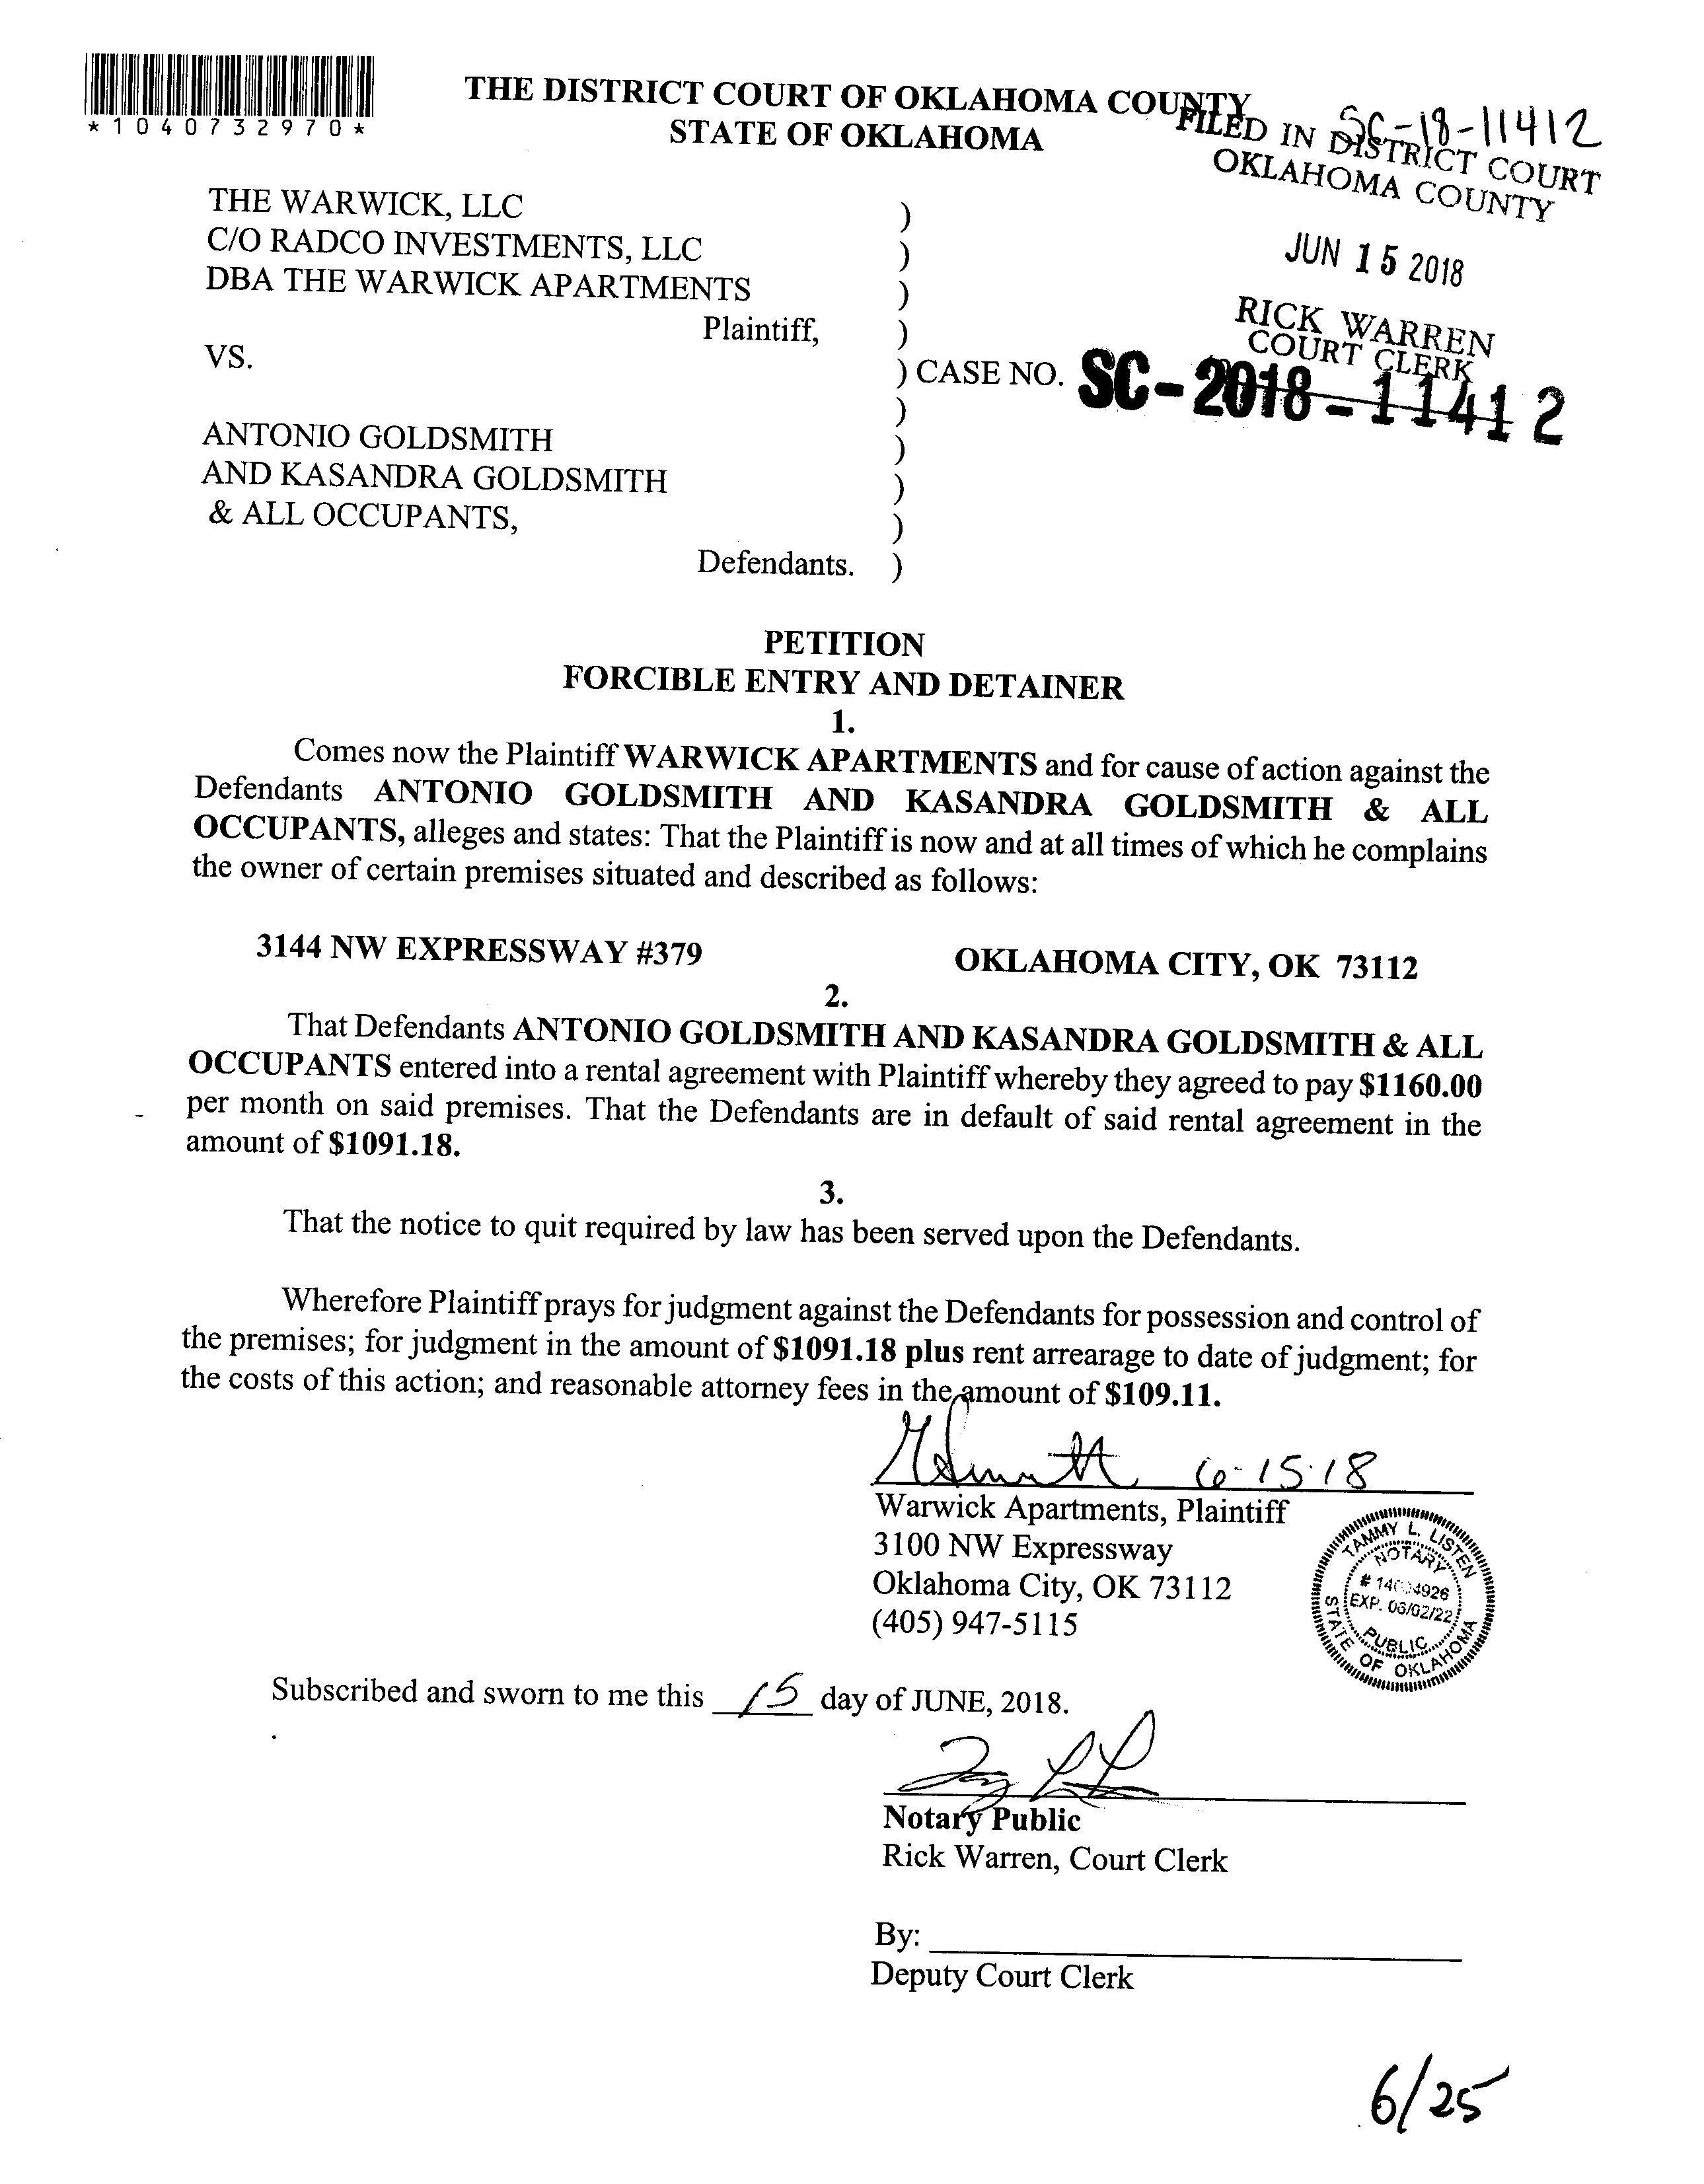 *1040732970*
THE DISTRICT COURT OF OKLAHOMA COUNTY
STATE OF OKLAHOMA
SC-18-11412
FILED IN DISTRICT COURT
OKLAHOMA COUNTY
JUN 15 2018
RICK WARREN
COURT CLERK
THE WARWICK, LLC )
C/O RADCO INVESTMENTS, LLC )
DBA THE WARWICK APARTMENTS )
Plaintiff, )
VS.
) CASE NO. SC-2018-11412
)
ANTONIO GOLDSMITH )
AND KASANDRA GOLDSMITH )
& ALL OCCUPANTS, )
Defendants. )
PETITION
FORCIBLE ENTRY AND DETAINER
1.
Comes now the Plaintiff WARWICK APARTMENTS and for cause of action against the
Defendants ANTONIO GOLDSMITH AND KASANDRA GOLDSMITH & ALL
OCCUPANTS, alleges and states: That the Plaintiff is now and at all times of which he complains
the owner of certain premises situated and described as follows:
3144 NW EXPRESSWAY #379 OKLAHOMA CITY, OK 73112
2.
That Defendants ANTONIO GOLDSMITH AND KASANDRA GOLDSMITH & ALL
OCCUPANTS entered into a rental agreement with Plaintiff whereby they agreed to pay $1160.00
per month on said premises. That the Defendants are in default of said rental agreement in the
amount of $1091.18.
3.
That the notice to quit required by law has been served upon the Defendants.
Wherefore Plaintiff prays for judgment against the Defendants for possession and control of
the premises; for judgment in the amount of $1091.18 plus rent arrearage to date of judgment; for
the costs of this action; and reasonable attorney fees in the amount of $109.11.
6-15-18
Warwick Apartments, Plaintiff
3100 NW Expressway
Oklahoma City, OK 73112
(405) 947-5115
TAMMY L. LISTEN
NOTARY
EXP. 06/02/22
PUBLIC
STATE OF OKLAHOMA
Subscribed and sworn to me this 15 day of JUNE, 2018.
Notary Public
Rick Warren, Court Clerk
By:
Deputy Court Clerk
6/25